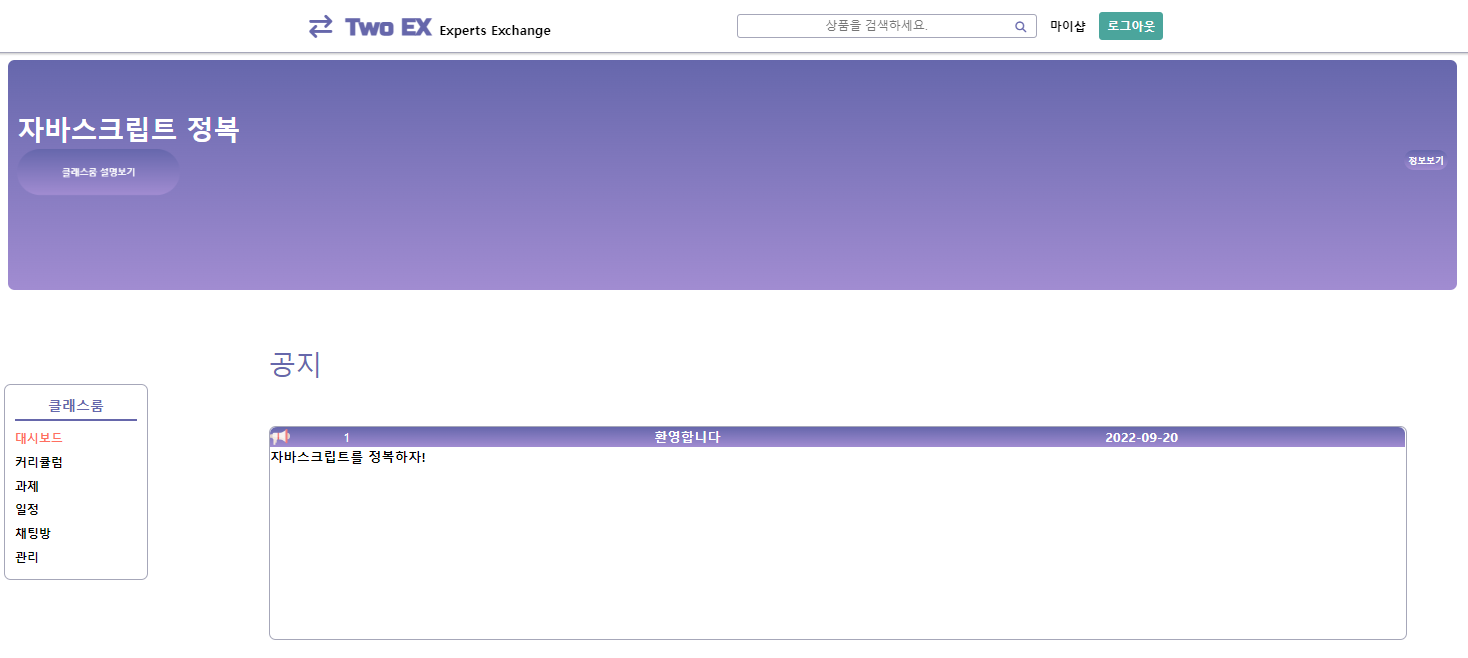 Two EX Experts Exchange 상품을 검색하세요. 마이샵 로그아웃
자바스크립트 정복
클래스룸 설명보기
정보보기
공지
클래스룸
대시보드
커리큘럼
과제
일정
채팅방
관리
1 환영합니다 2022-09-20
자바스크립트를 정복하자!